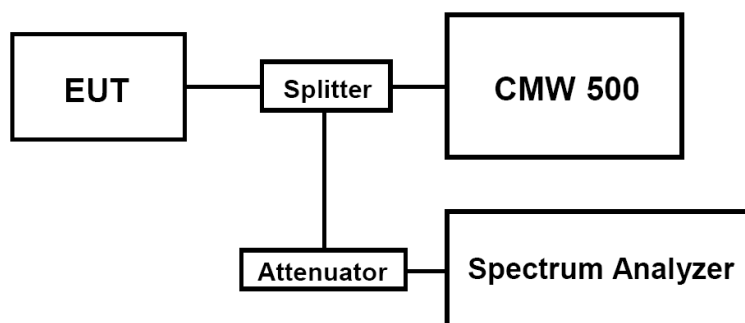 EUT
Splitter
CMW 500
Attenuator
Spectrum Analyzer